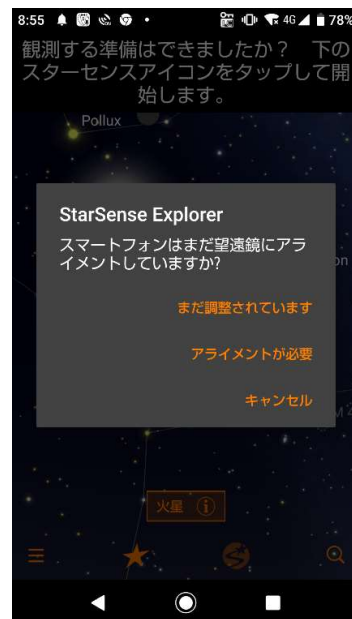 8:55
4G 78%
観測する準備はできましたか? 下の
スターセンスアイコンをタップして開
始します。
Pollux
StarSense Explorer
スマートフォンはまだ望遠鏡にアラ
イメントしていますか?
on
まだ調整されています
アライメントが必要
キャンセル
M
火星 i